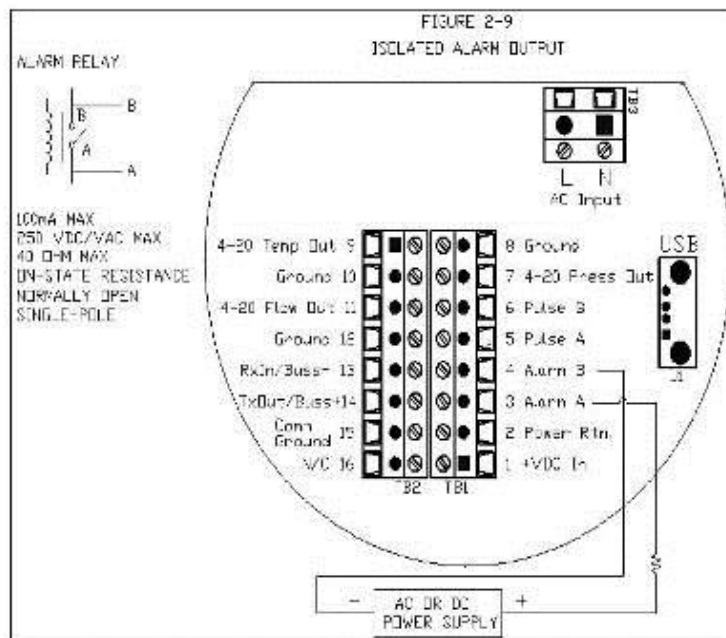 FIGURE 2-9
ISOLATED ALARM OUTPUT
ALARM RELAY
B
B
A
A
100mA MAX
250 VDC/VAC MAX
40 OHM MAX
ON-STATE RESISTANCE
NORMALLY OPEN
SINGLE-POLE
TB3
L N
AC Input
4-20 Temp Out 9
Ground 10
4-20 Flow Out 11
Ground 12
RxIn/Buss- 13
TxOut/Buss+14
Comm
Ground 15
N/C 16
8 Ground
7 4-20 Press Out
6 Pulse B
5 Pulse A
4 Alarm B
3 Alarm A
2 Power Rtn
1 +VDC In
TB2 TB1
USB
J1
- AC OR DC +
POWER SUPPLY